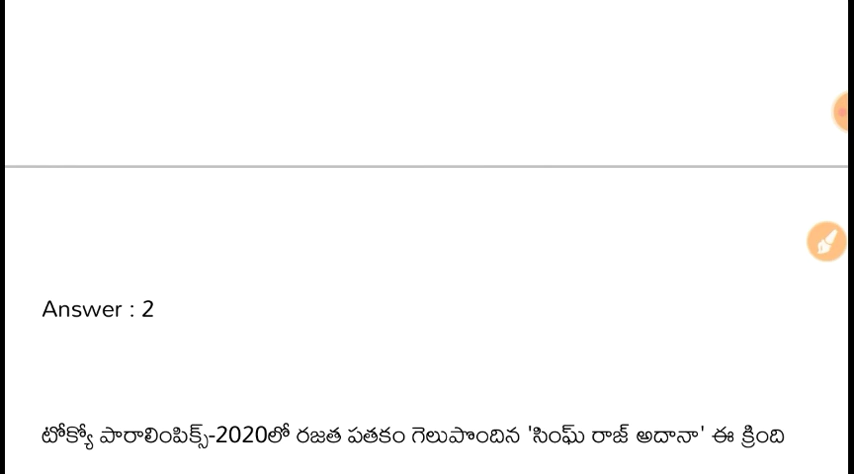 Answer : 2
టోక్యో పారాలింపిక్స్-2020లో రజత పతకం గెలుపొందిన 'సింఘ్ రాజ్ అదానా' ఈ క్రింది